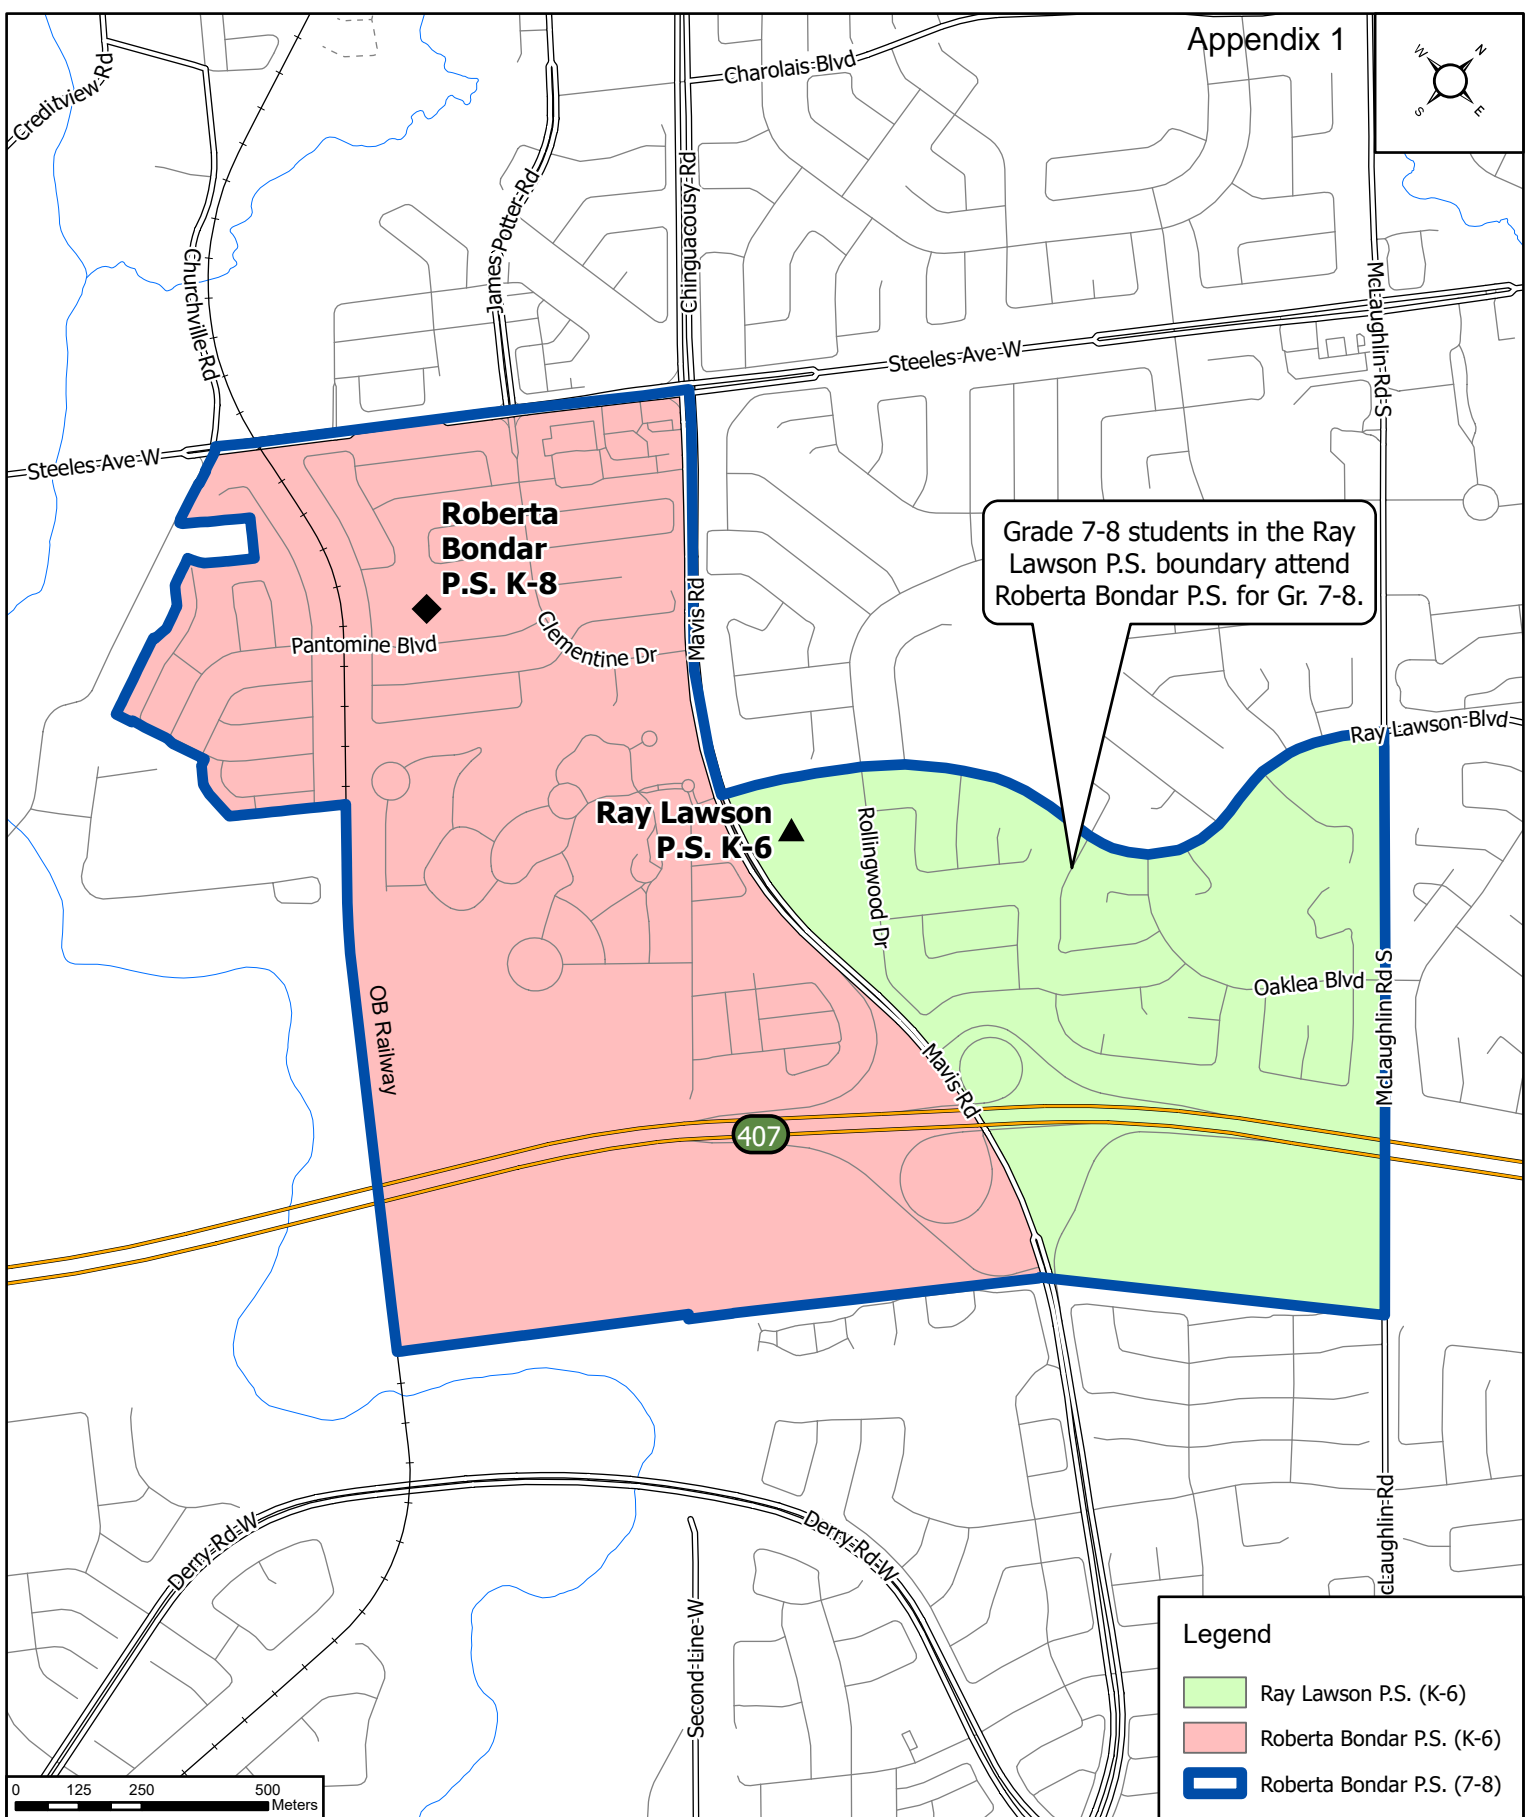 Appendix 1
W
N
S
E
Creditview Rd
Charolais Blvd
Chinguacousy Rd
James Potter Rd
Churchville Rd
McLaughlin Rd S
Steeles Ave W
Steeles Ave W
Roberta
Bondar
P.S. K-8
Grade 7-8 students in the Ray
Lawson P.S. boundary attend
Roberta Bondar P.S. for Gr. 7-8.
Mavis Rd
Clementine Dr
Pantomine Blvd
Ray Lawson Blvd
Ray Lawson
P.S. K-6
Rollingwood Dr
Oaklea Blvd
OB Railway
McLaughlin Rd S
Mavis Rd
407
Derry Rd W
Derry Rd W
cLaughlin Rd
Second Line W
Legend
Ray Lawson P.S. (K-6)
Roberta Bondar P.S. (K-6)
Roberta Bondar P.S. (7-8)
0 125 250 500
Meters